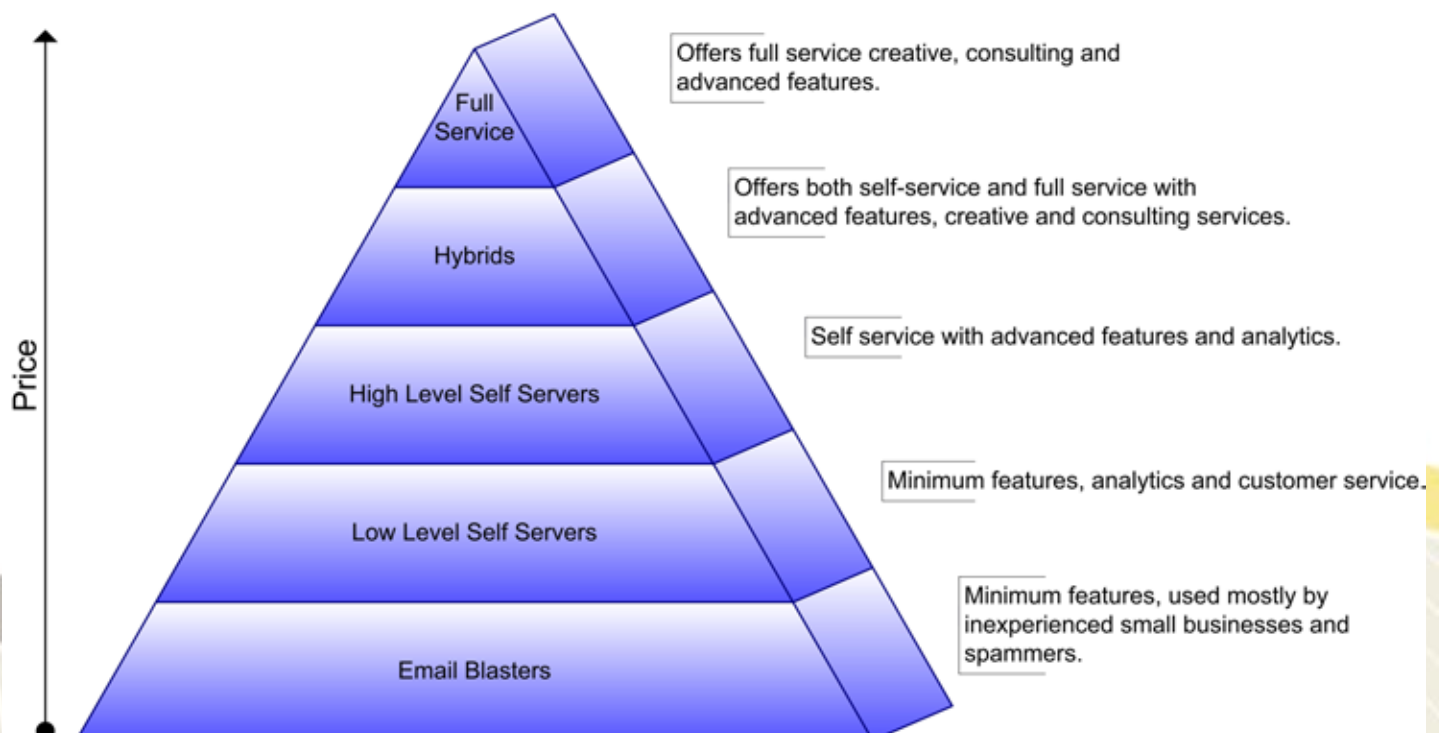 Price
Full
Service
Offers full service creative, consulting and
advanced features.
Hybrids
Offers both self-service and full service with
advanced features, creative and consulting services.
High Level Self Servers
Self service with advanced features and analytics.
Low Level Self Servers
Minimum features, analytics and customer service.
Email Blasters
Minimum features, used mostly by
inexperienced small businesses and
spammers.